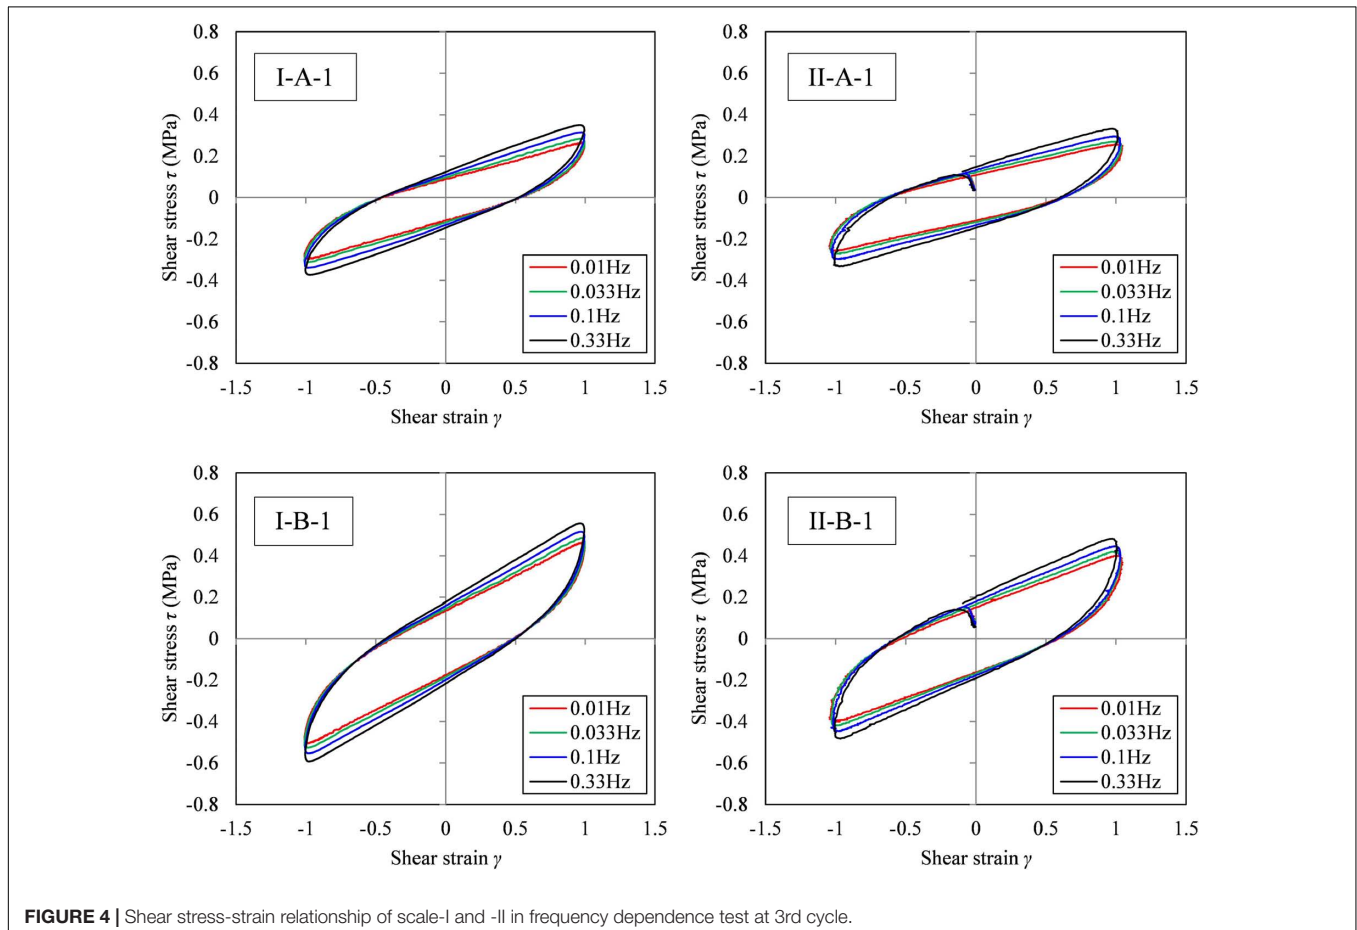 0.8
0.6
0.4
0.2
0
-0.2
-0.4
-0.6
-0.8
Shear stress τ (MPa)
I-A-1
0.01Hz
0.033Hz
0.1Hz
0.33Hz
-1.5 -1 -0.5 0 0.5 1 1.5
Shear strain γ
0.8
0.6
0.4
0.2
0
-0.2
-0.4
-0.6
-0.8
Shear stress τ (MPa)
II-A-1
0.01Hz
0.033Hz
0.1Hz
0.33Hz
-1.5 -1 -0.5 0 0.5 1 1.5
Shear strain γ
0.8
0.6
0.4
0.2
0
-0.2
-0.4
-0.6
-0.8
Shear stress τ (MPa)
I-B-1
0.01Hz
0.033Hz
0.1Hz
0.33Hz
-1.5 -1 -0.5 0 0.5 1 1.5
Shear strain γ
0.8
0.6
0.4
0.2
0
-0.2
-0.4
-0.6
-0.8
Shear stress τ (MPa)
II-B-1
0.01Hz
0.033Hz
0.1Hz
0.33Hz
-1.5 -1 -0.5 0 0.5 1 1.5
Shear strain γ
FIGURE 4 | Shear stress-strain relationship of scale-I and -II in frequency dependence test at 3rd cycle.